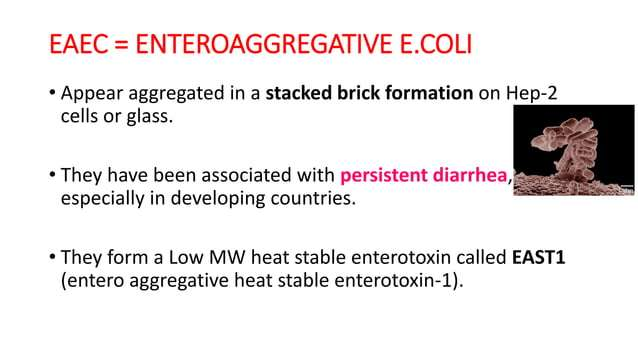 EAEC = ENTEROAGGREGATIVE E.COLI
• Appear aggregated in a stacked brick formation on Hep-2
cells or glass.
• They have been associated with persistent diarrhea,
especially in developing countries.
• They form a Low MW heat stable enterotoxin called EAST1
(entero aggregative heat stable enterotoxin-1).